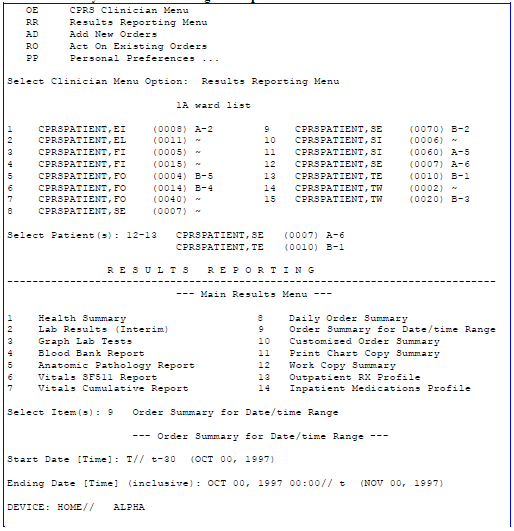 OE CPRS Clinician Menu
RR Results Reporting Menu
AD Add New Orders
RO Act On Existing Orders
PP Personal Preferences ...
Select Clinician Menu Option: Results Reporting Menu
1A ward list
1 CPRSPATIENT,EI (0008) A-2 9 CPRSPATIENT,SE (0070) B-2
2 CPRSPATIENT,EL (0011) ~ 10 CPRSPATIENT,SI (0006) ~
3 CPRSPATIENT,FI (0005) ~ 11 CPRSPATIENT,SI (0060) A-5
4 CPRSPATIENT,FI (0015) ~ 12 CPRSPATIENT,SE (0007) A-6
5 CPRSPATIENT,FO (0004) B-5 13 CPRSPATIENT,TE (0010) B-1
6 CPRSPATIENT,FO (0014) B-4 14 CPRSPATIENT,TW (0002) ~
7 CPRSPATIENT,FO (0040) ~ 15 CPRSPATIENT,TW (0020) B-3
8 CPRSPATIENT,SE (0007) ~
Select Patient(s): 12-13 CPRSPATIENT,SE (0007) A-6
CPRSPATIENT,TE (0010) B-1
R E S U L T S R E P O R T I N G
--- Main Results Menu ---
1 Health Summary 8 Daily Order Summary
2 Lab Results (Interim) 9 Order Summary for Date/time Range
3 Graph Lab Tests 10 Customized Order Summary
4 Blood Bank Report 11 Print Chart Copy Summary
5 Anatomic Pathology Report 12 Work Copy Summary
6 Vitals SF511 Report 13 Outpatient RX Profile
7 Vitals Cumulative Report 14 Inpatient Medications Profile
Select Item(s): 9 Order Summary for Date/time Range
--- Order Summary for Date/time Range ---
Start Date [Time]: T// t-30 (OCT 00, 1997)
Ending Date [Time] (inclusive): OCT 00, 1997 00:00// t (NOV 00, 1997)
DEVICE: HOME// ALPHA